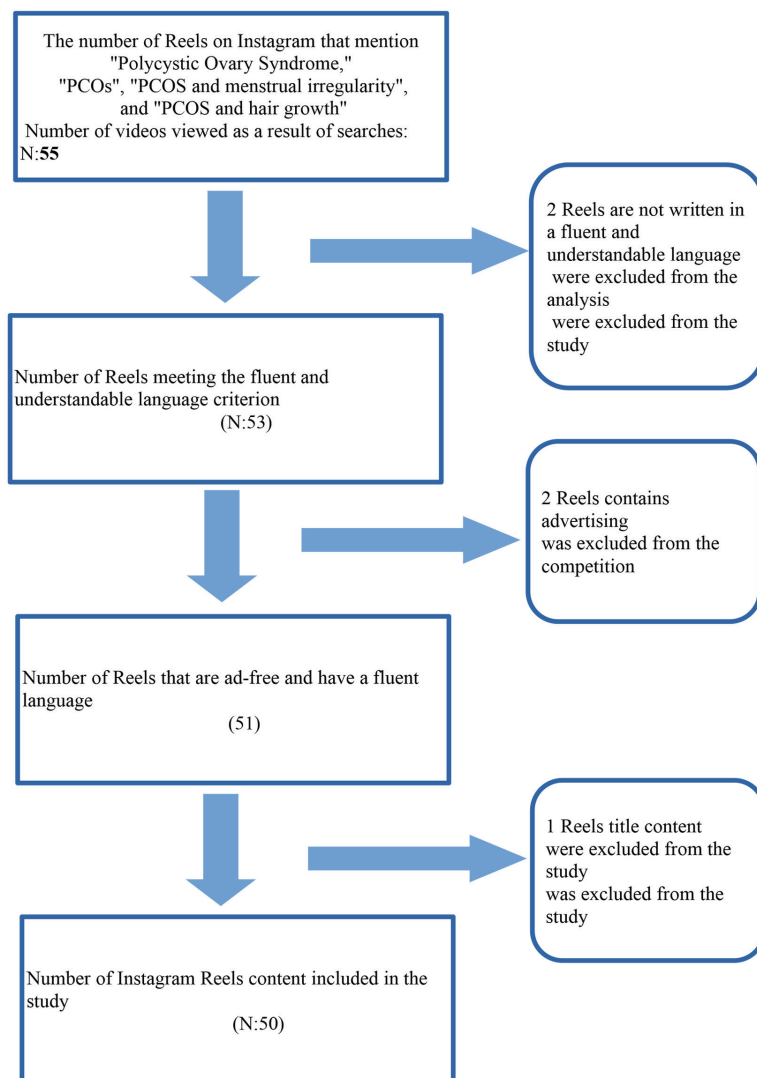 The number of Reels on Instagram that mention
"Polycystic Ovary Syndrome,"
"PCOs", "PCOS and menstrual irregularity",
and "PCOS and hair growth"
Number of videos viewed as a result of searches:
N:55
2 Reels are not written in
a fluent and
understandable language
were excluded from the
analysis
were excluded from the
study
Number of Reels meeting the fluent and
understandable language criterion
(N:53)
2 Reels contains
advertising
was excluded from the
competition
Number of Reels that are ad-free and have a fluent
language
(51)
1 Reels title content
were excluded from the
study
was excluded from the
study
Number of Instagram Reels content included in the
study
(N:50)